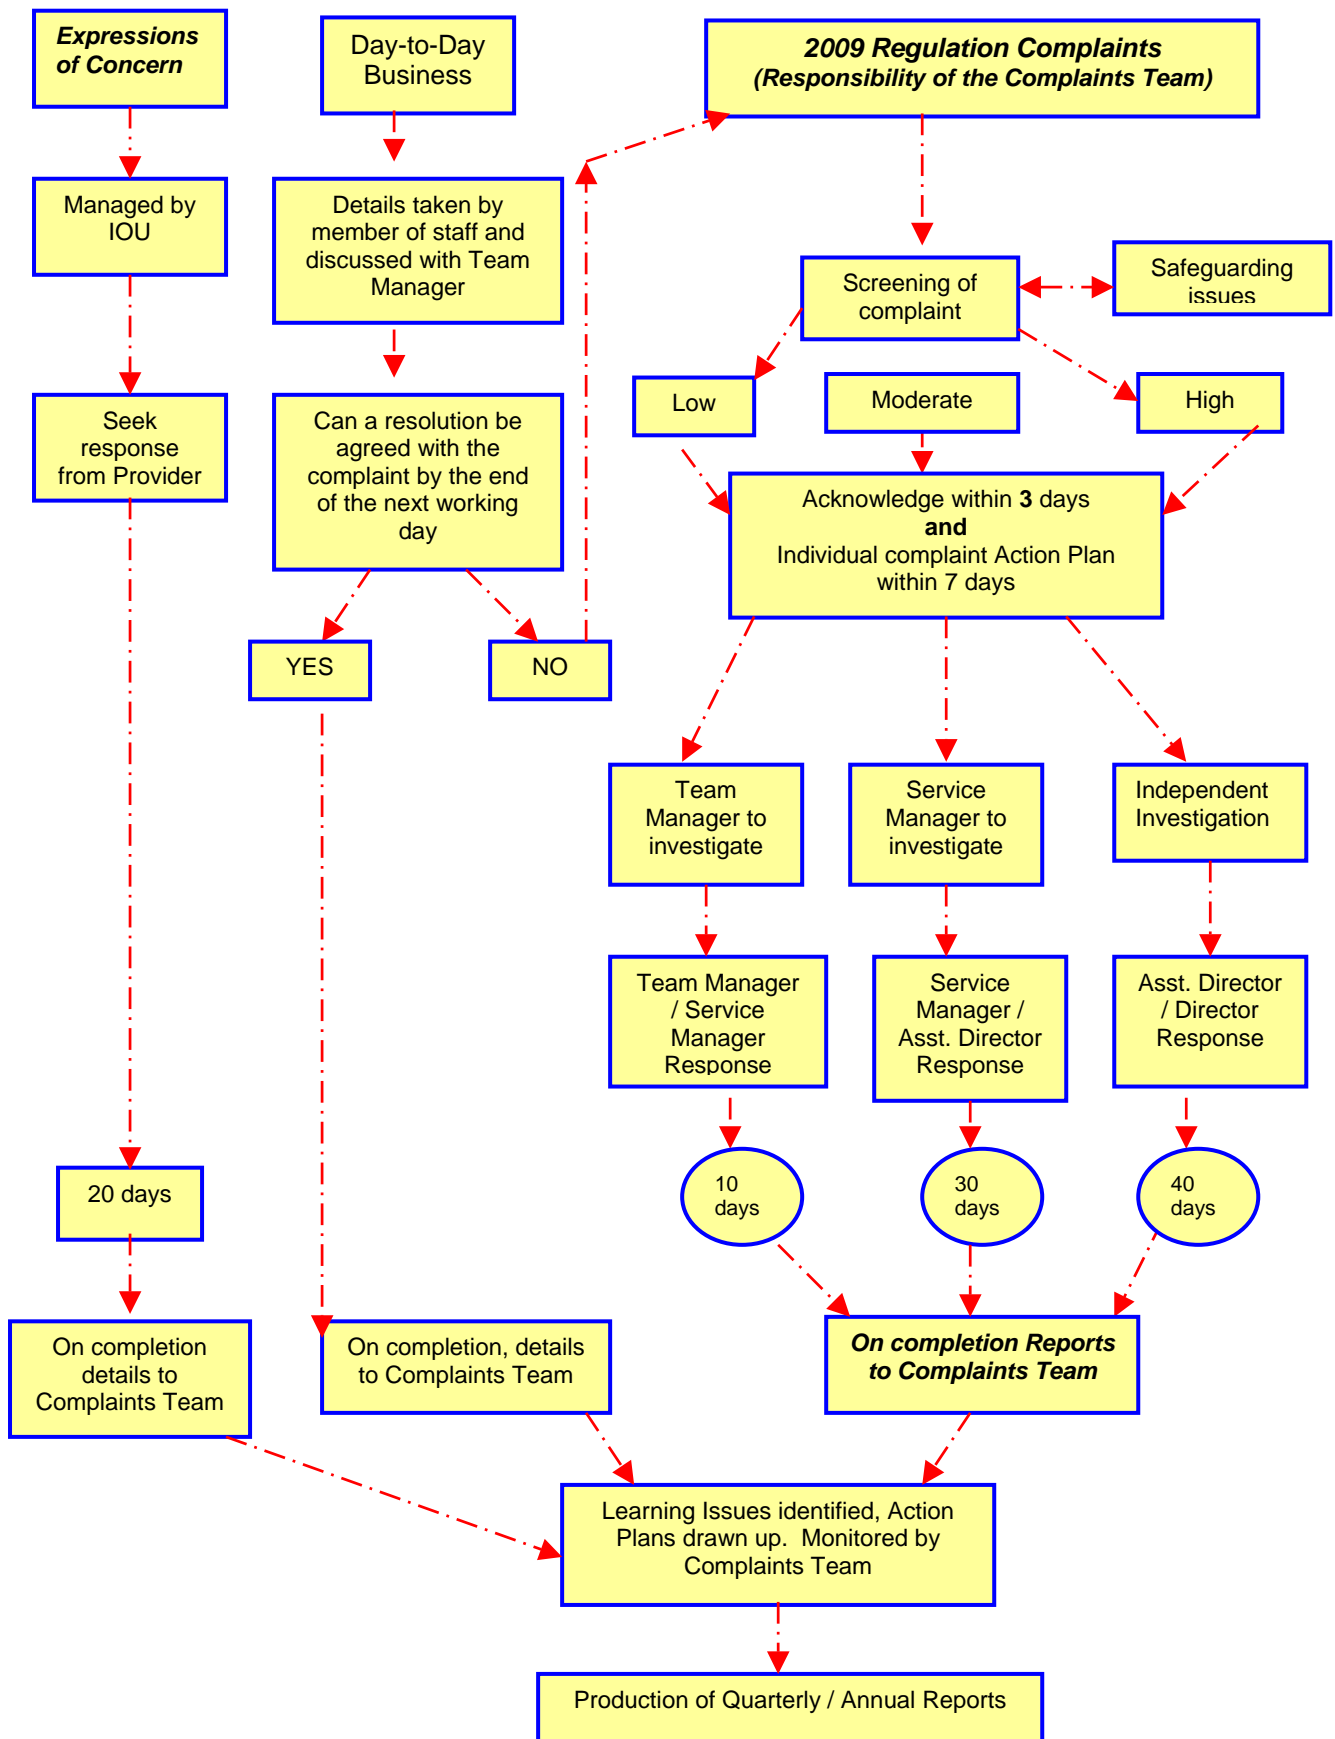 Expressions
of Concern
Day-to-Day
Business
2009 Regulation Complaints
(Responsibility of the Complaints Team)
Managed by
IOU
Details taken by
member of staff and
discussed with Team
Manager
Screening of
complaint
Safeguarding
issues
Seek
response
from Provider
Can a resolution be
agreed with the
complaint by the end
of the next working
day
Low
Moderate
High
Acknowledge within 3 days
and
Individual complaint Action Plan
within 7 days
YES
NO
Team
Manager to
investigate
Service
Manager to
investigate
Independent
Investigation
Team Manager
/ Service
Manager
Response
Service
Manager /
Asst. Director
Response
Asst. Director
/ Director
Response
20 days
10
days
30
days
40
days
On completion
details to
Complaints Team
On completion, details
to Complaints Team
On completion Reports
to Complaints Team
Learning Issues identified, Action
Plans drawn up.  Monitored by
Complaints Team
Production of Quarterly / Annual Reports